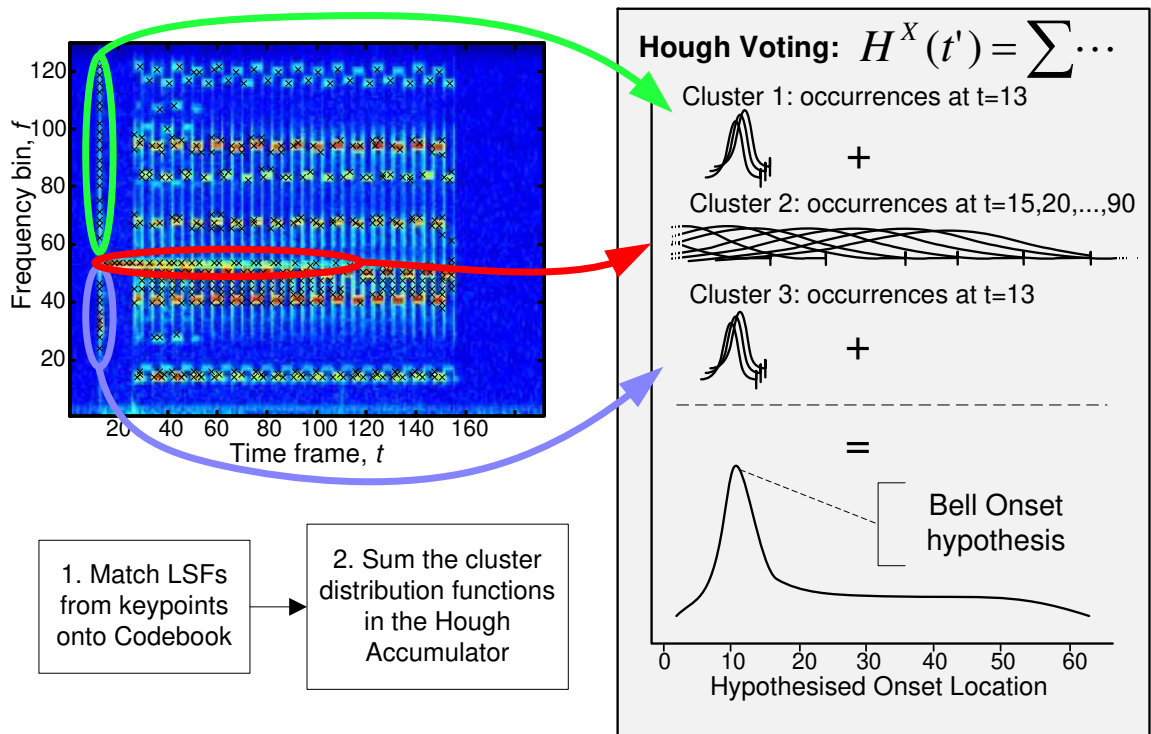 120
100
80
60
40
20
Frequency bin, f
20 40 60 80 100 120 140 160
Time frame, t
1. Match LSFs
from keypoints
onto Codebook
2. Sum the cluster
distribution functions
in the Hough
Accumulator
Hough Voting: H^X(t') = ∑⋯
Cluster 1: occurrences at t=13
+
Cluster 2: occurrences at t=15,20,...,90
Cluster 3: occurrences at t=13
+
=
Bell Onset
hypothesis
0 10 20 30 40 50 60
Hypothesised Onset Location